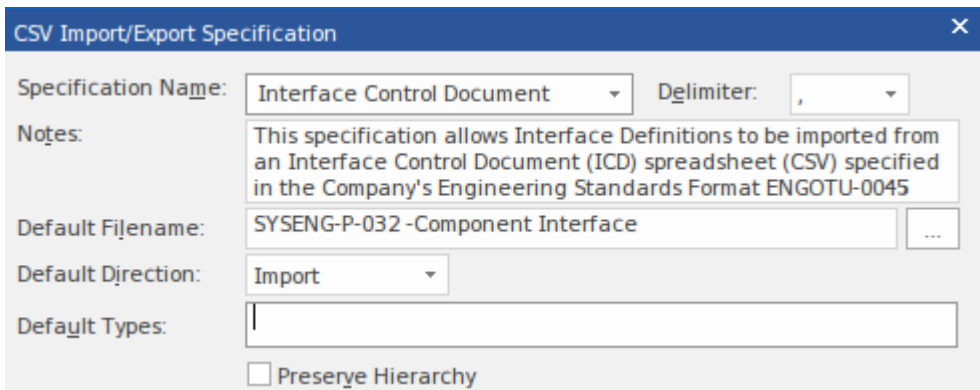 CSV Import/Export Specification
Specification Name: Interface Control Document Delimiter: ,
Notes: This specification allows Interface Definitions to be imported from
an Interface Control Document (ICD) spreadsheet (CSV) specified
in the Company's Engineering Standards Format ENGOTU-0045
Default Filename: SYSENG-P-032 -Component Interface ...
Default Direction: Import
Default Types:
Preserve Hierarchy